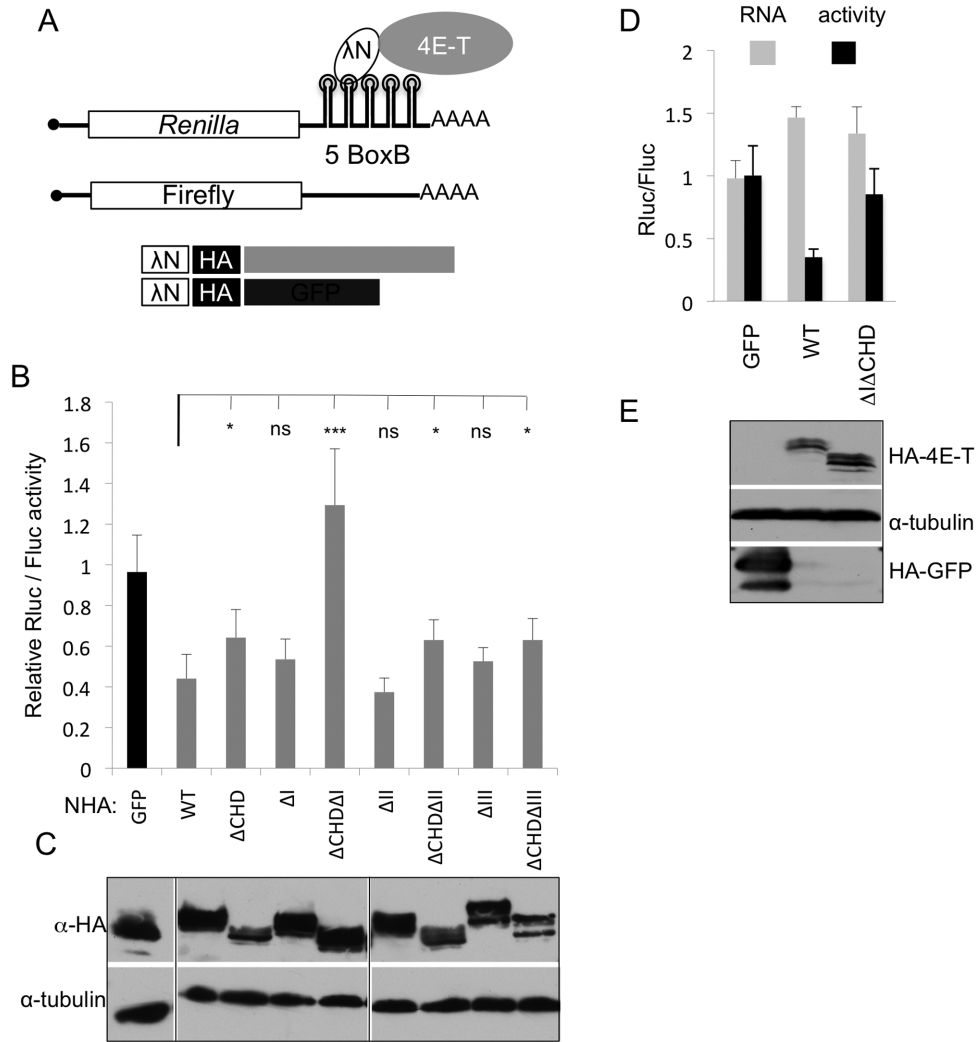 A
λN
4E-T
Renilla
AAAA
5 BoxB
Firefly
AAAA
λN HA
λN HA GFP
B
Relative Rluc / Fluc activity
1.8
1.6
1.4
1.2
1
0.8
0.6
0.4
0.2
0
* ns *** ns * ns *
NHA: GFP WT ΔCHD ΔI ΔCHDΔI ΔII ΔCHDΔII ΔIII ΔCHDΔIII
C
α-HA
α-tubulin
D
RNA activity
Rluc/Fluc
2
1.5
1
0.5
0
GFP WT ΔIΔCHD
E
HA-4E-T
α-tubulin
HA-GFP